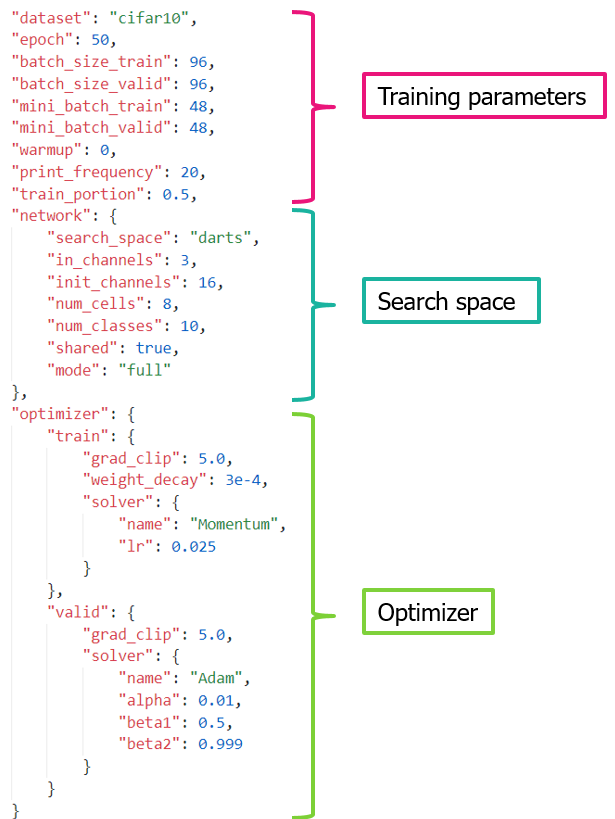 "dataset": "cifar10",
"epoch": 50,
"batch_size_train": 96,
"batch_size_valid": 96,
"mini_batch_train": 48,
"mini_batch_valid": 48,
"warmup": 0,
"print_frequency": 20,
"train_portion": 0.5,
Training parameters
"network": {
"search_space": "darts",
"in_channels": 3,
"init_channels": 16,
"num_cells": 8,
"num_classes": 10,
"shared": true,
"mode": "full"
},
Search space
"optimizer": {
"train": {
"grad_clip": 5.0,
"weight_decay": 3e-4,
"solver": {
"name": "Momentum",
"lr": 0.025
}
},
"valid": {
"grad_clip": 5.0,
"solver": {
"name": "Adam",
"alpha": 0.01,
"beta1": 0.5,
"beta2": 0.999
}
}
}
Optimizer